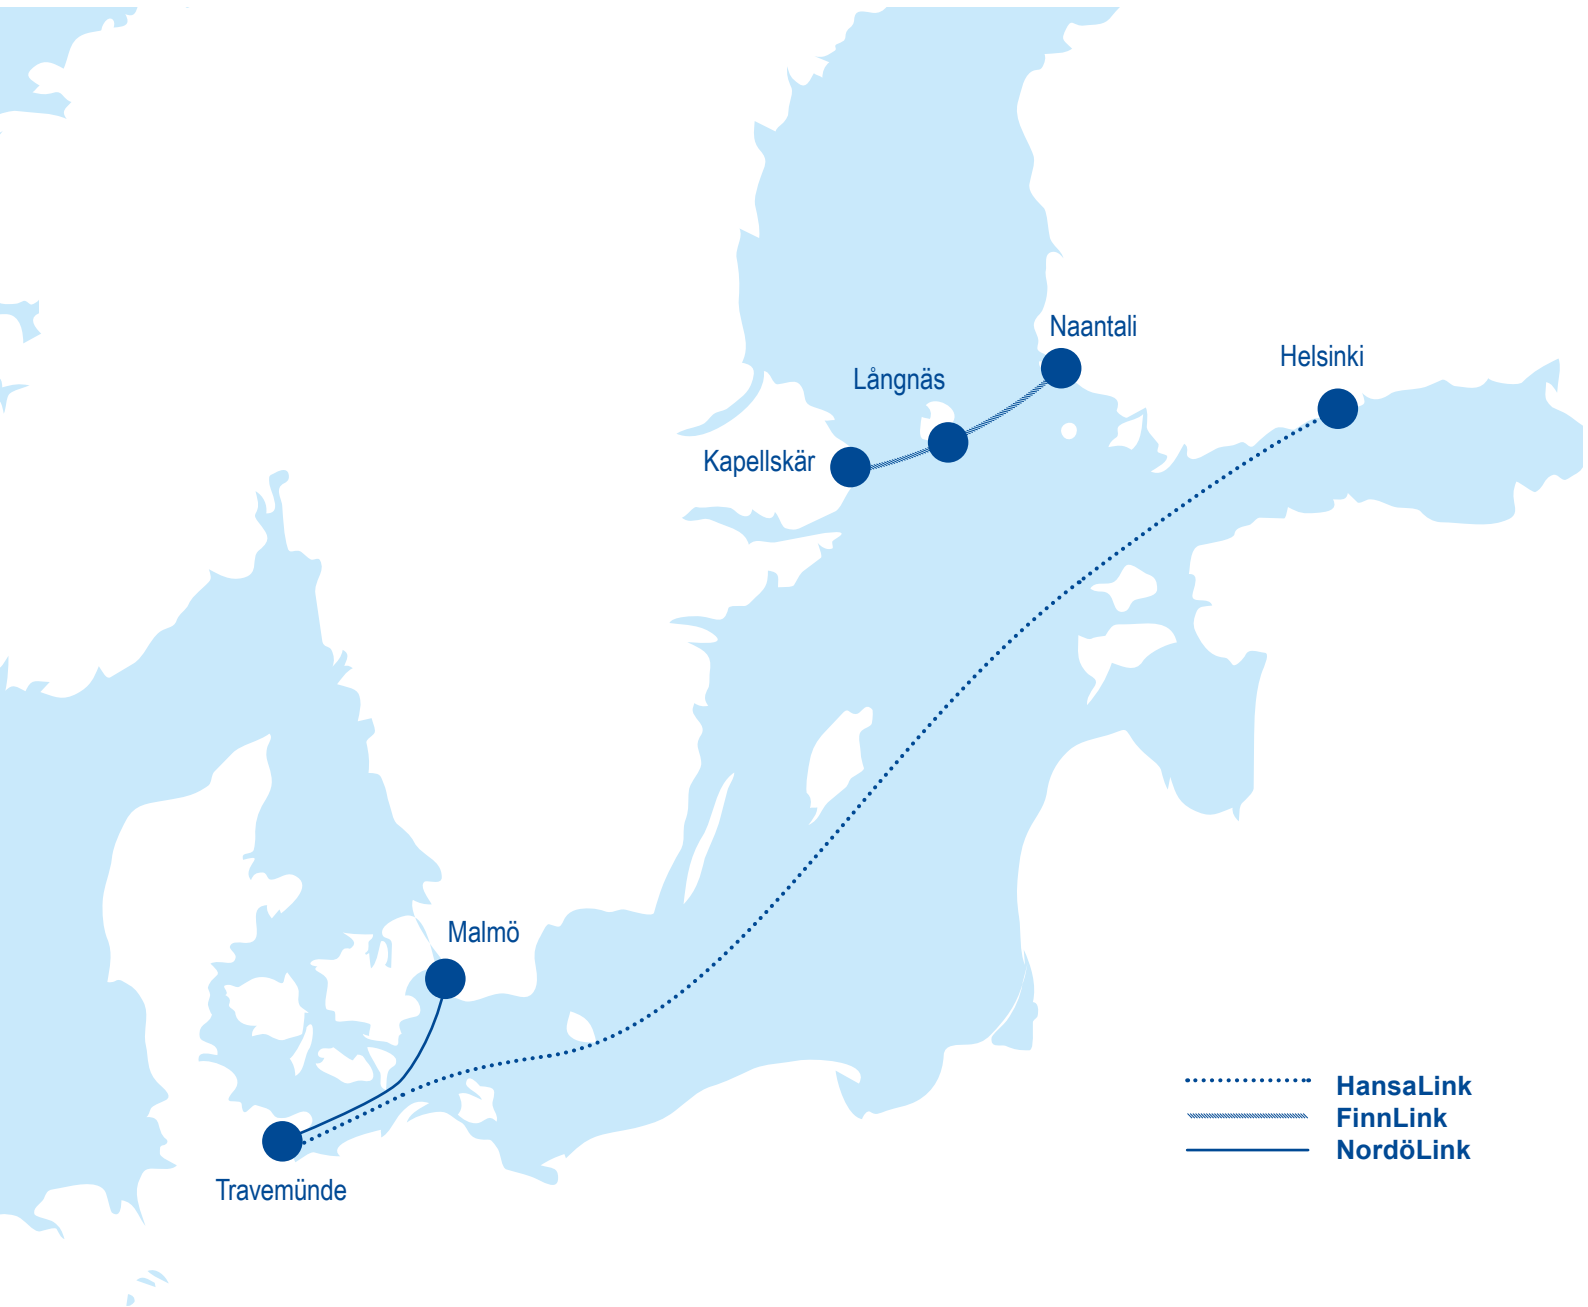 Naantali
Helsinki
Långnäs
Kapellskär
Malmö
Travemünde
HansaLink
FinnLink
NordöLink